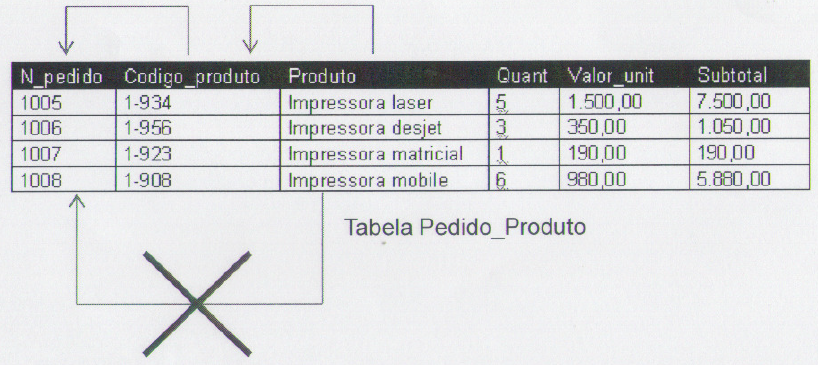 N_pedido Codigo_produto Produto Quant Valor_unit Subtotal
1005 1-934 Impressora laser 5 1.500,00 7.500,00
1006 1-956 Impressora desjet 3 350,00 1.050,00
1007 1-923 Impressora matricial 1 190,00 190,00
1008 1-908 Impressora mobile 6 980,00 5.880,00
Tabela Pedido_Produto